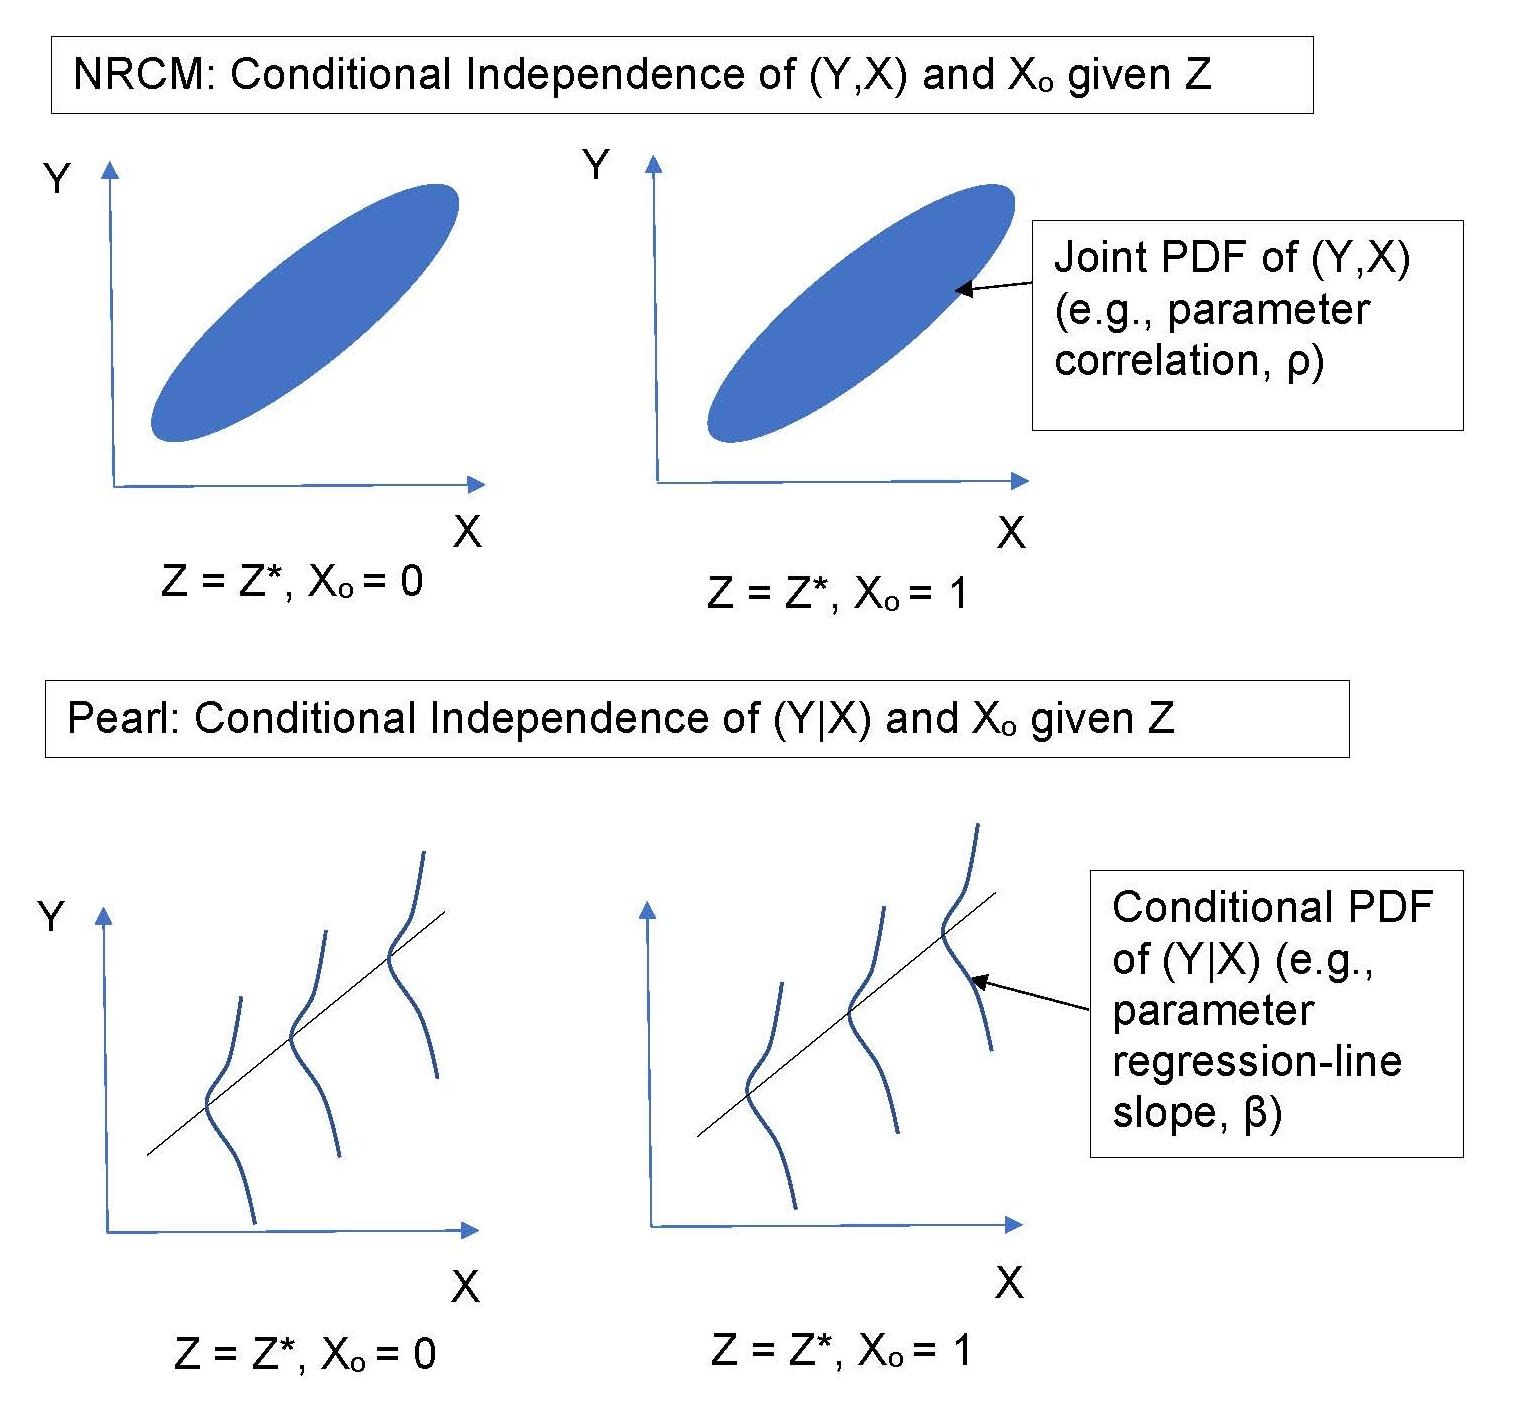 NRCM: Conditional Independence of (Y,X) and Xₒ given Z
Y
Y
Joint PDF of (Y,X)
(e.g., parameter
correlation, ρ)
X
X
Z = Z*, Xₒ = 0
Z = Z*, Xₒ = 1
Pearl: Conditional Independence of (Y|X) and Xₒ given Z
Y
Conditional PDF
of (Y|X) (e.g.,
parameter
regression-line
slope, β)
X
X
Z = Z*, Xₒ = 0
Z = Z*, Xₒ = 1